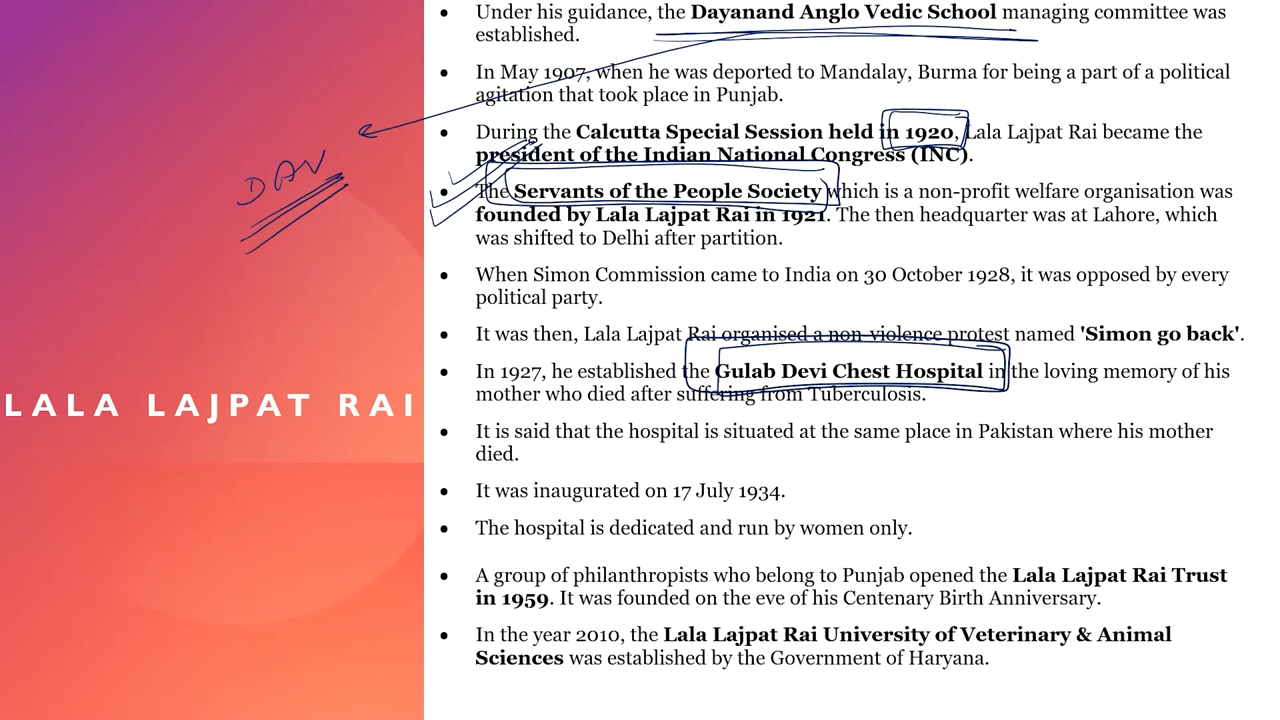 Under his guidance, the Dayanand Anglo Vedic School managing committee was
established.
In May 1907, when he was deported to Mandalay, Burma for being a part of a political
agitation that took place in Punjab.
During the Calcutta Special Session held in 1920, Lala Lajpat Rai became the
president of the Indian National Congress (INC).
DAV
The Servants of the People Society which is a non-profit welfare organisation was
founded by Lala Lajpat Rai in 1921. The then headquarter was at Lahore, which
was shifted to Delhi after partition.
When Simon Commission came to India on 30 October 1928, it was opposed by every
political party.
It was then, Lala Lajpat Rai organised a non-violence protest named 'Simon go back'.
In 1927, he established the Gulab Devi Chest Hospital in the loving memory of his
mother who died after suffering from Tuberculosis.
LALA LAJPAT RAI
It is said that the hospital is situated at the same place in Pakistan where his mother
died.
It was inaugurated on 17 July 1934.
The hospital is dedicated and run by women only.
A group of philanthropists who belong to Punjab opened the Lala Lajpat Rai Trust
in 1959. It was founded on the eve of his Centenary Birth Anniversary.
In the year 2010, the Lala Lajpat Rai University of Veterinary & Animal
Sciences was established by the Government of Haryana.